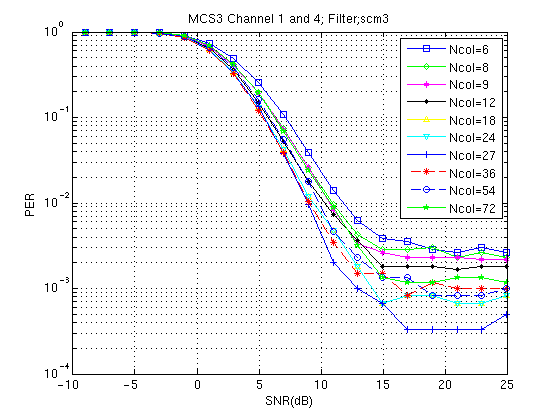 MCS3 Channel 1 and 4; Filter;scm3
10^0
10^-1
10^-2
10^-3
10^-4
PER
Ncol=6
Ncol=8
Ncol=9
Ncol=12
Ncol=18
Ncol=24
Ncol=27
Ncol=36
Ncol=54
Ncol=72
-10 -5 0 5 10 15 20 25
SNR(dB)